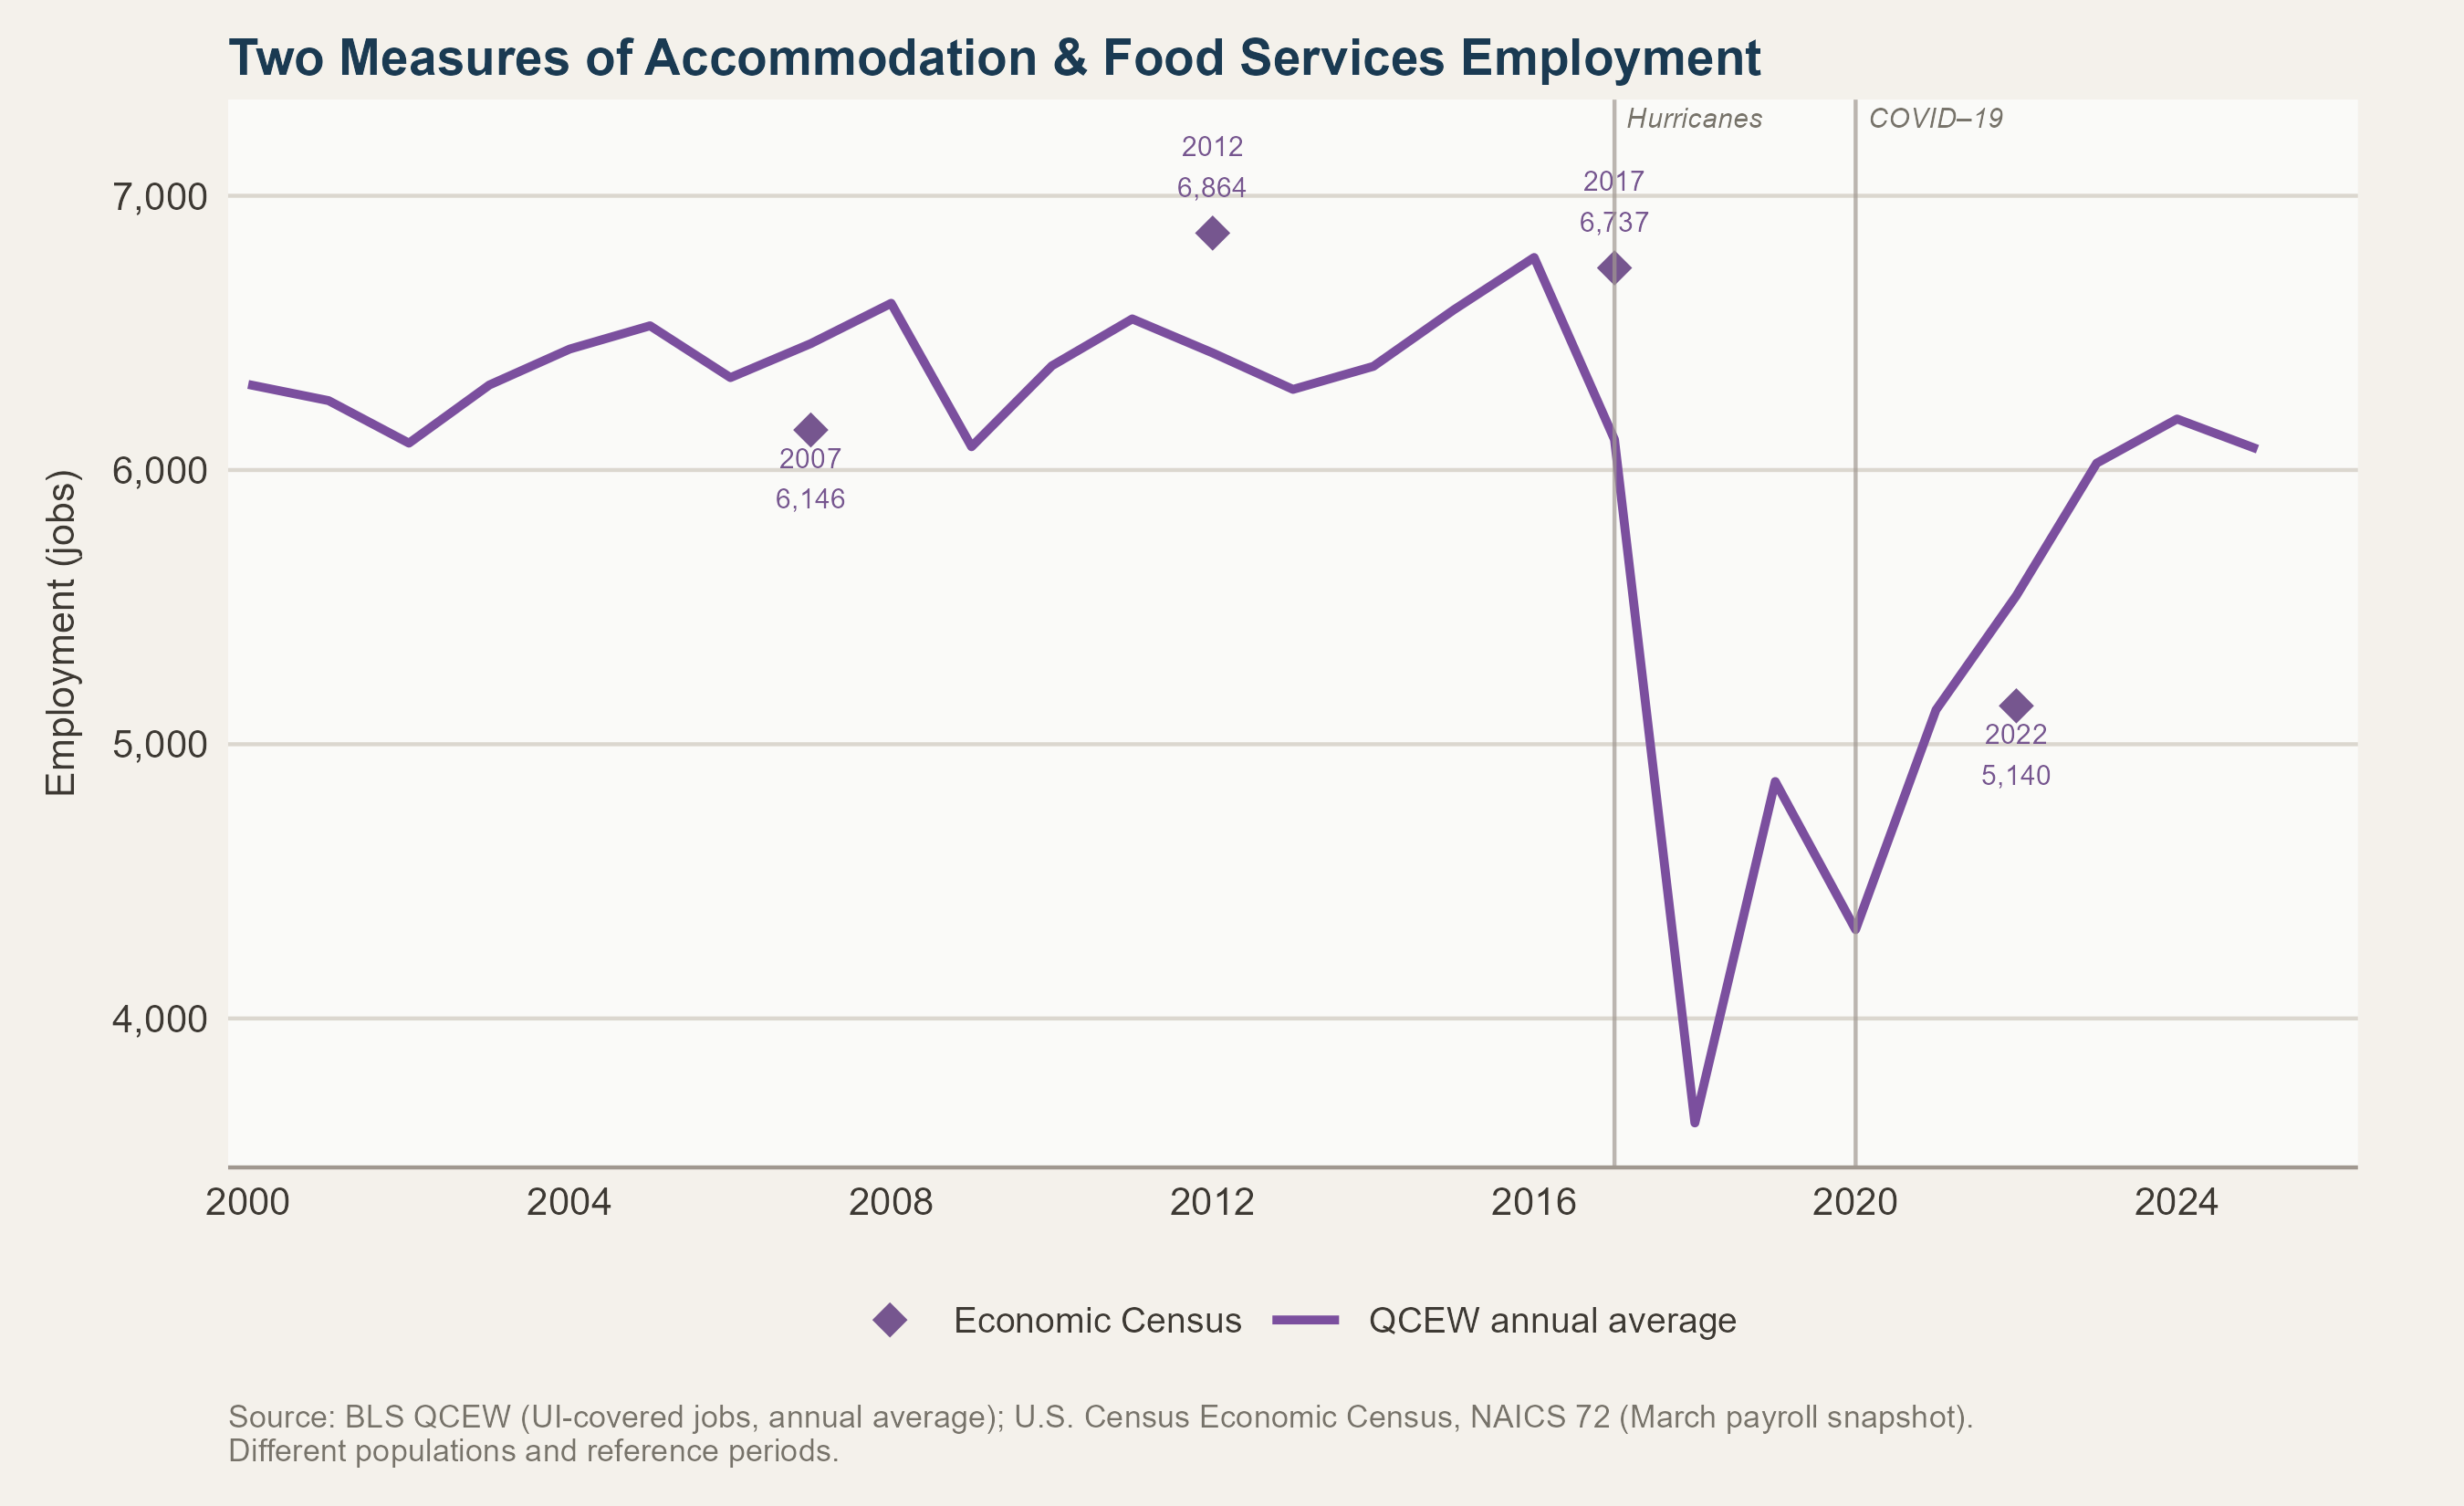 Two Measures of Accommodation & Food Services Employment
Hurricanes
COVID–19
2012
6,864
2017
6,737
7,000
2007
6,146
6,000
2022
5,140
5,000
4,000
Employment (jobs)
2000
2004
2008
2012
2016
2020
2024
Economic Census
QCEW annual average
Source: BLS QCEW (UI-covered jobs, annual average); U.S. Census Economic Census, NAICS 72 (March payroll snapshot).
Different populations and reference periods.